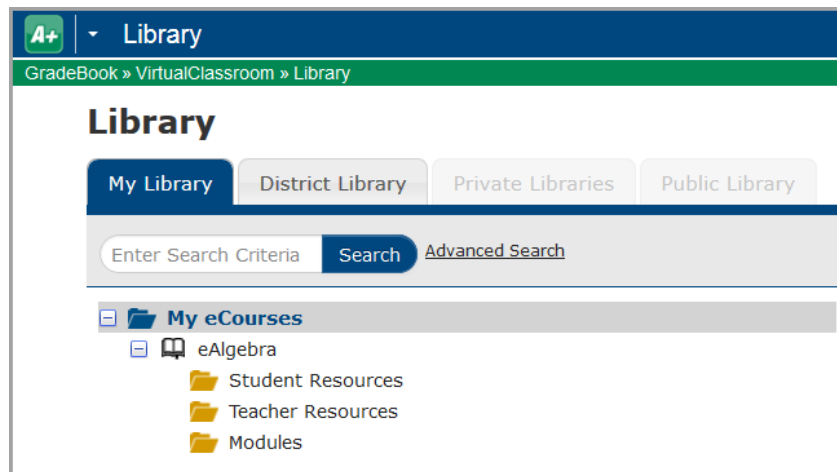 A+ Library
GradeBook » VirtualClassroom » Library
Library
My Library District Library Private Libraries Public Library
Enter Search Criteria Search Advanced Search
My eCourses
eAlgebra
Student Resources
Teacher Resources
Modules